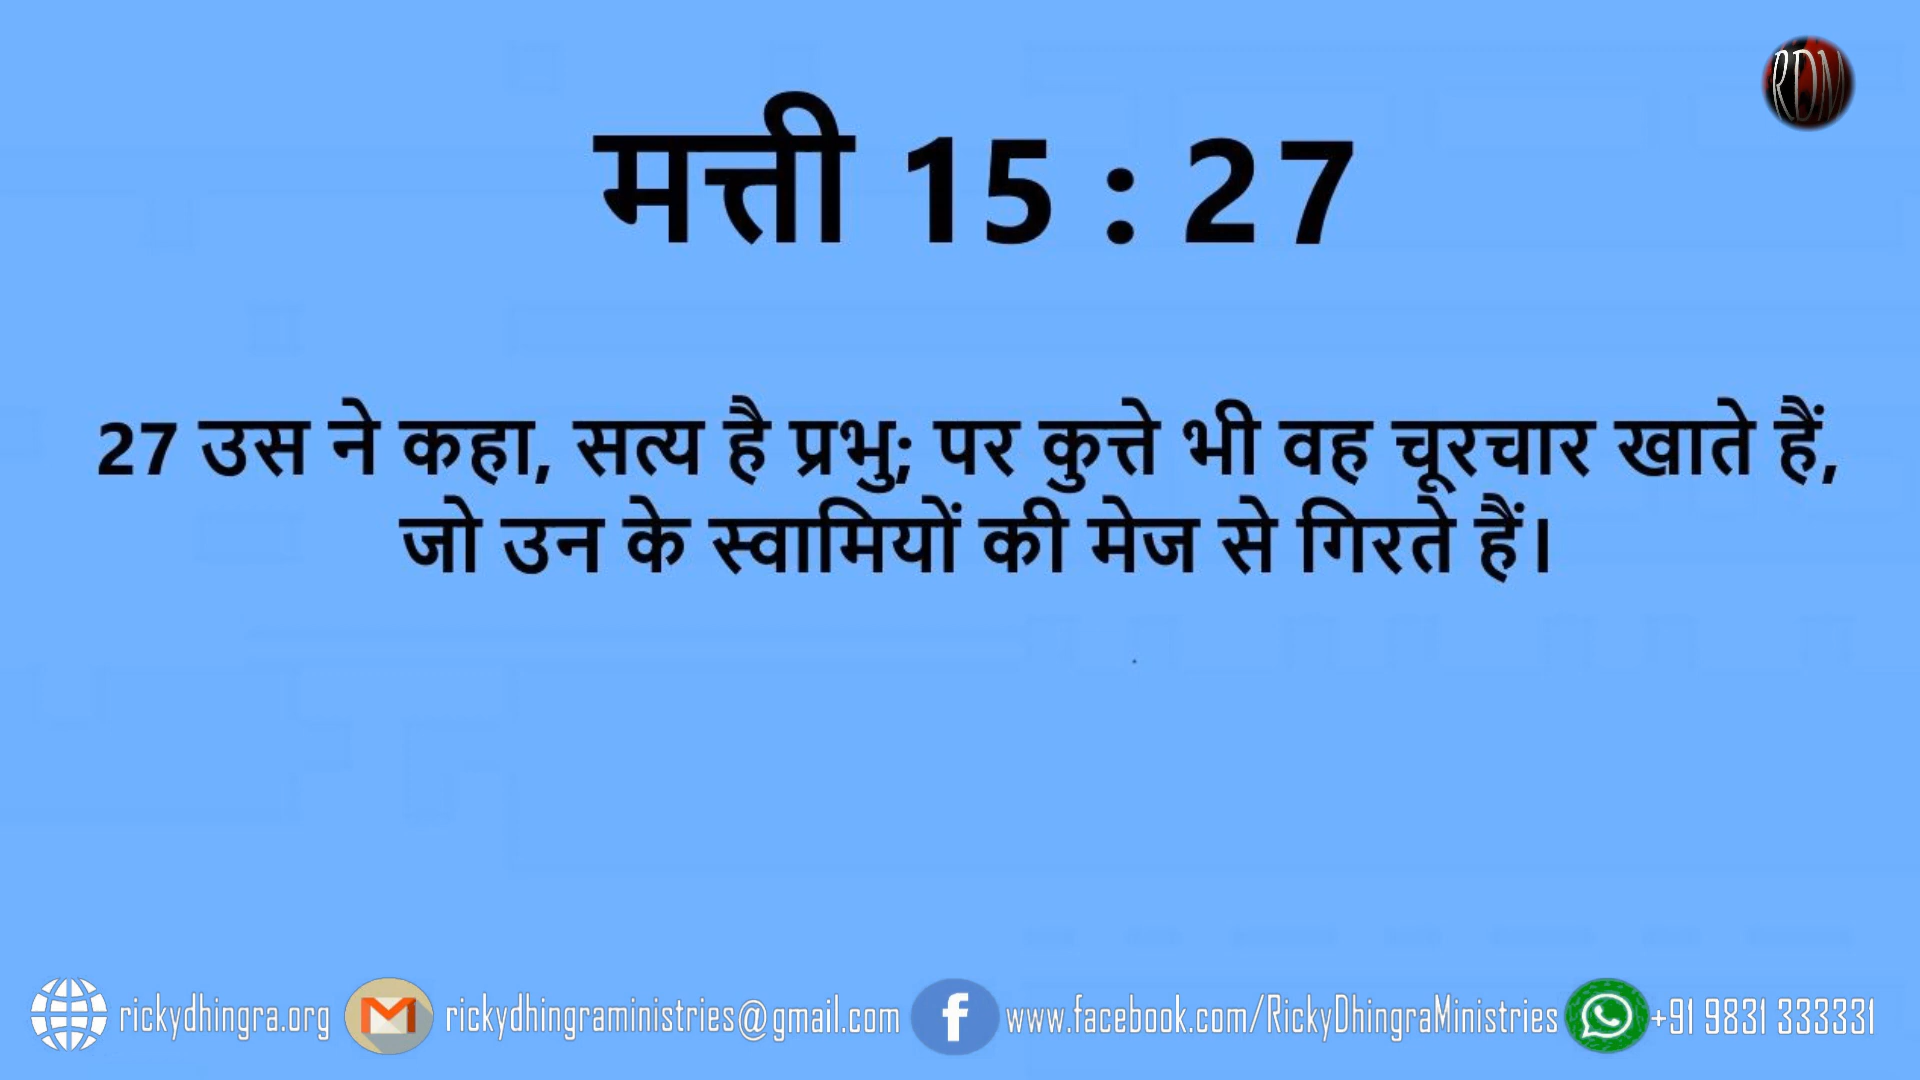 RDM
मत्ती 15 : 27
27 उस ने कहा, सत्य है प्रभु; पर कुत्ते भी वह चूरचार खाते हैं,
जो उन के स्वामियों की मेज से गिरते हैं।
rickydhingra.org rickydhingraministries@gmail.com www.facebook.com/RickyDhingraMinistries +91 9831 333331